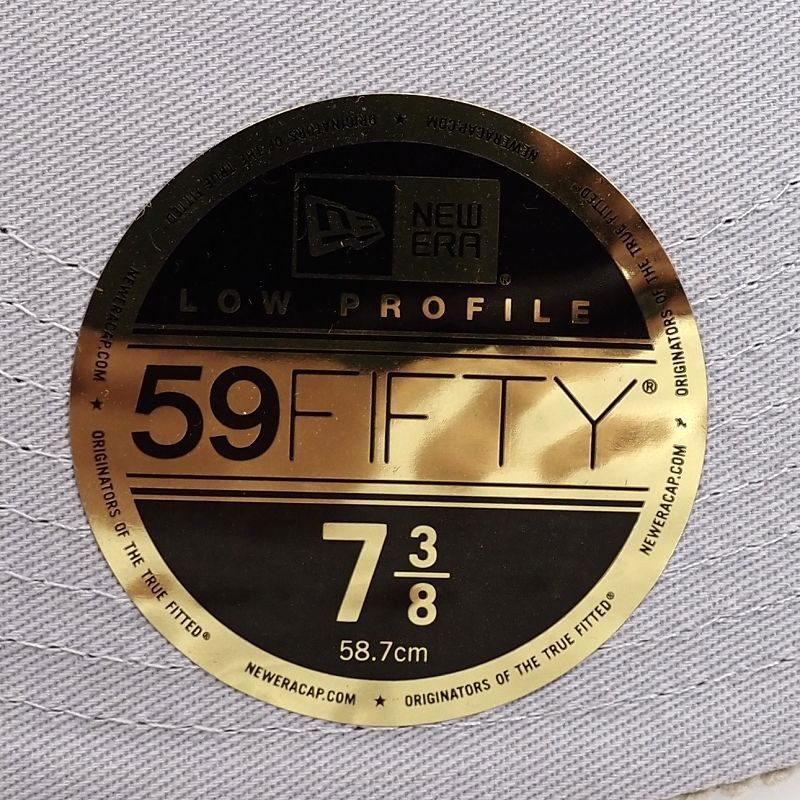 NEW
ERA®
LOW PROFILE
59FIFTY®
7 3/8
58.7cm
NEWERACAP.COM ★ ORIGINATORS OF THE TRUE FITTED®
NEWERACAP.COM ★ ORIGINATORS OF THE TRUE FITTED®
NEWERACAP.COM ★ ORIGINATORS OF THE TRUE FITTED®
NEWERACAP.COM ★ ORIGINATORS OF THE TRUE FITTED